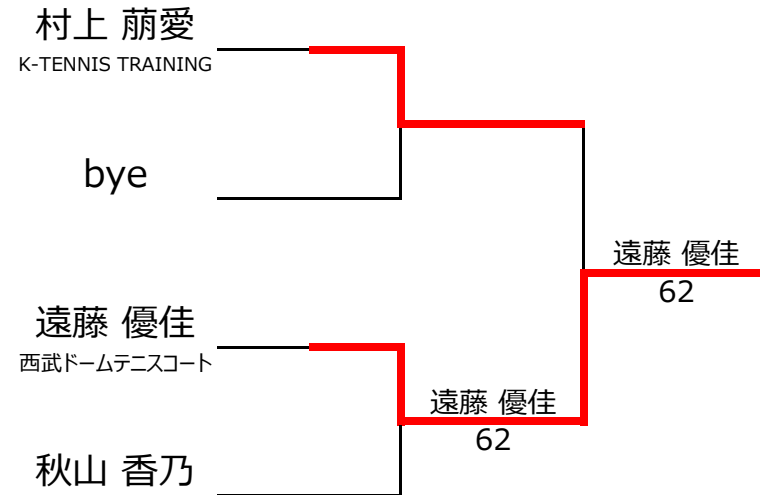 村上 萠愛
K-TENNIS TRAINING
bye
遠藤 優佳
62
遠藤 優佳
西武ドームテニスコート
遠藤 優佳
62
秋山 香乃